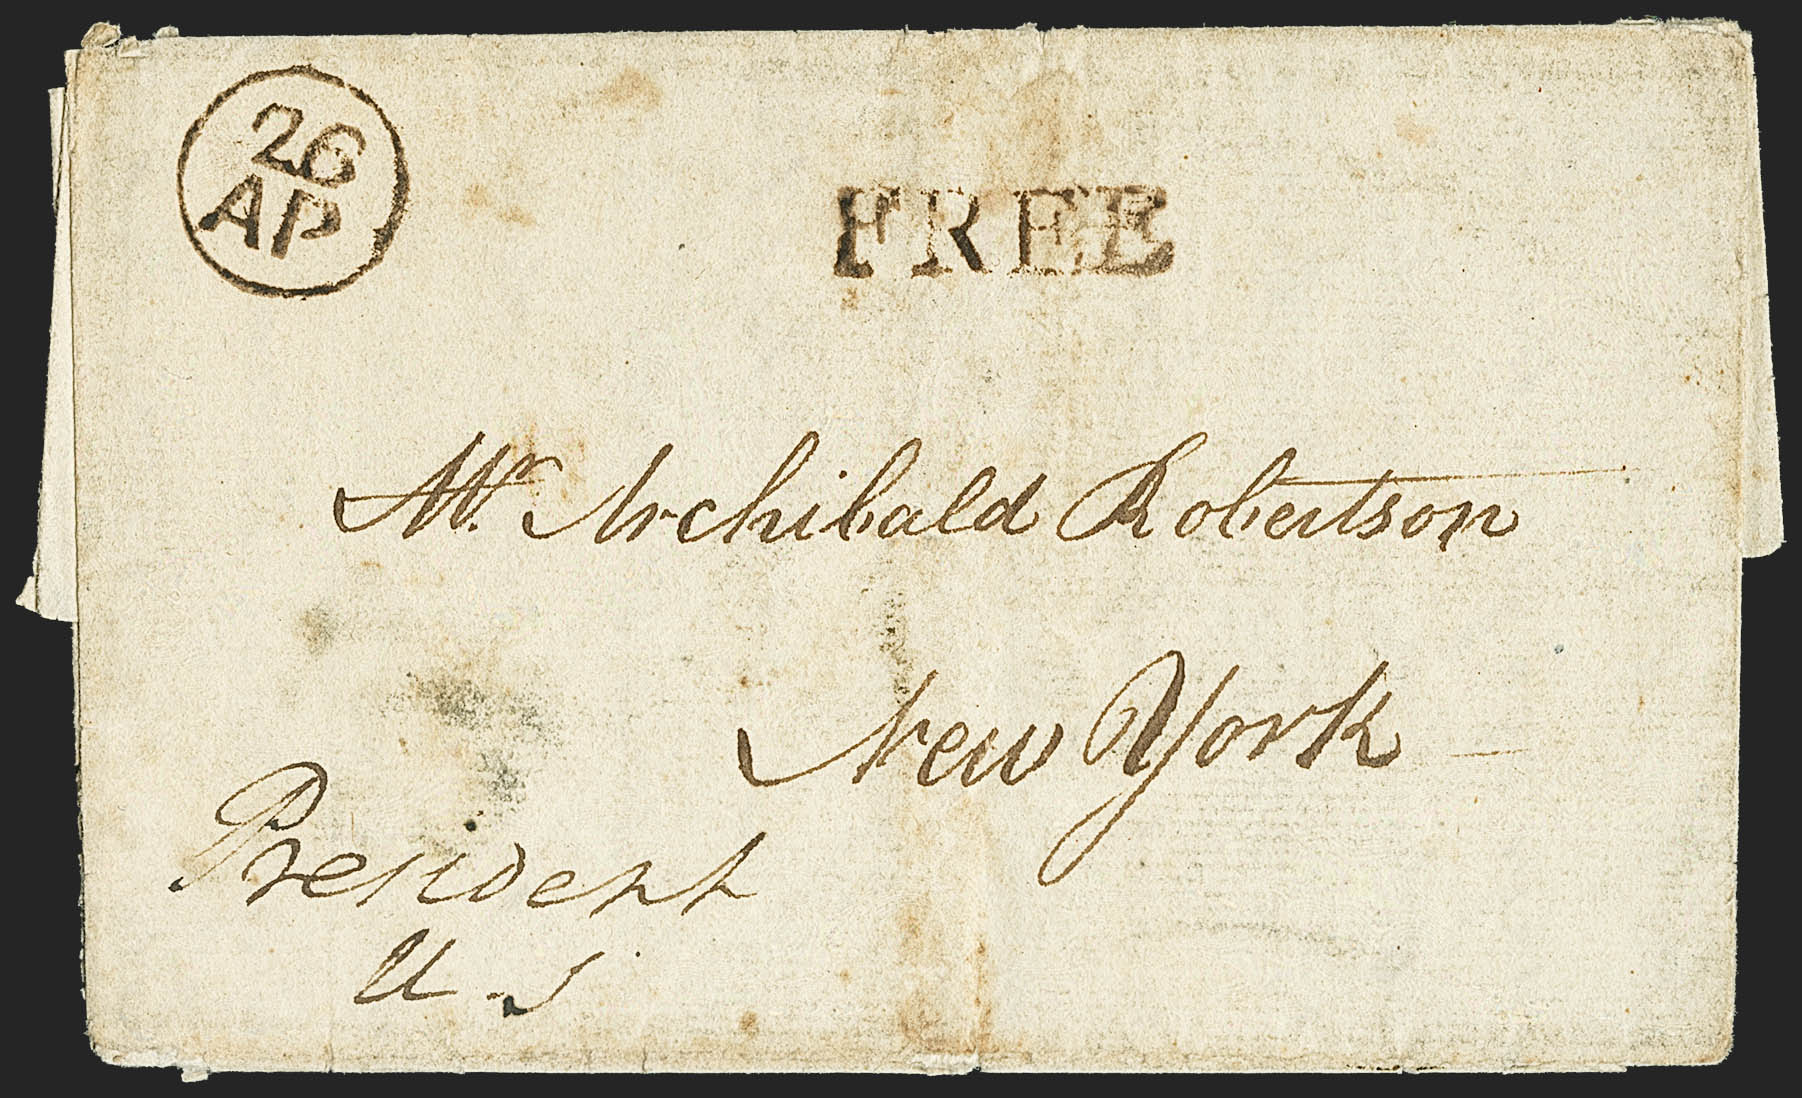 26
AP
FREE
Mr. Archibald Robertson
New York
President
U.S